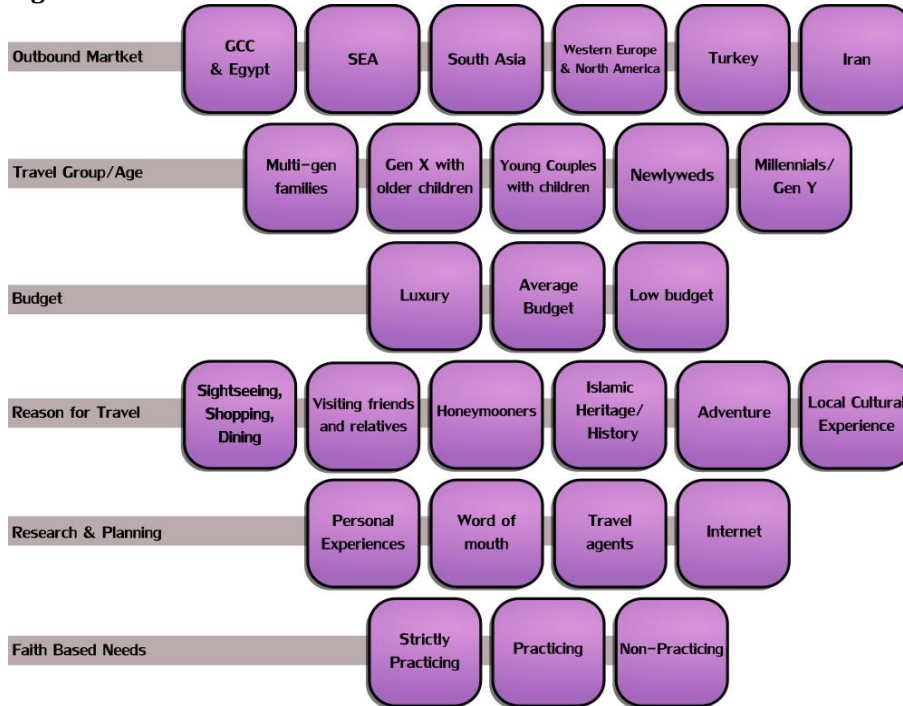 Outbound Martket
GCC
& Egypt
SEA
South Asia
Western Europe
& North America
Turkey
Iran
Travel Group/Age
Multi-gen
families
Gen X with
older children
Young Couples
with children
Newlyweds
Millennials/
Gen Y
Budget
Luxury
Average
Budget
Low budget
Reason for Travel
Sightseeing,
Shopping,
Dining
Visiting friends
and relatives
Honeymooners
Islamic
Heritage/
History
Adventure
Local Cultural
Experience
Research & Planning
Personal
Experiences
Word of
mouth
Travel
agents
Internet
Faith Based Needs
Strictly
Practicing
Practicing
Non-Practicing